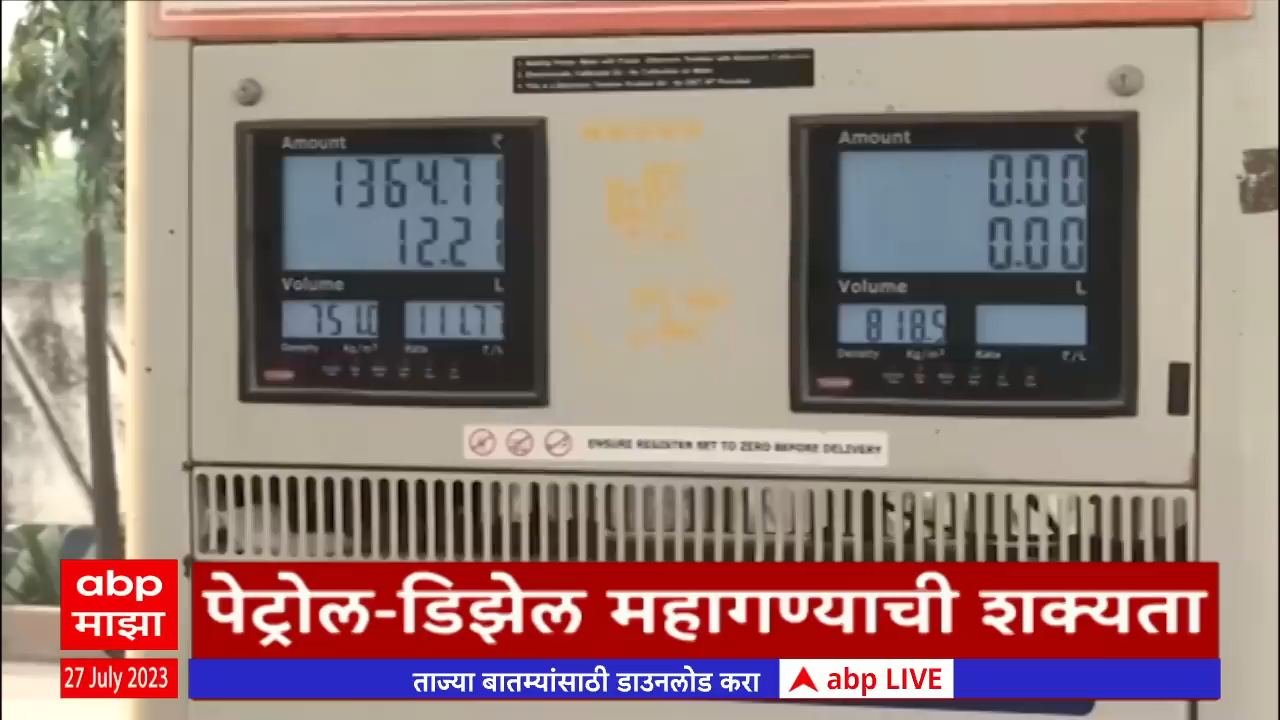 Amount ₹
1364.71
12.21
Volume L
751.0 111.77
Density Kg/m³ Rate ₹/L
Amount ₹
0.00
0.00
Volume L
818.5
Density Kg/m³ Rate ₹/L
ENSURE REGISTER SET TO ZERO BEFORE DELIVERY
abp
माझा
पेट्रोल-डिझेल महागण्याची शक्यता
27 July 2023
ताज्या बातम्यांसाठी डाउनलोड करा abp LIVE